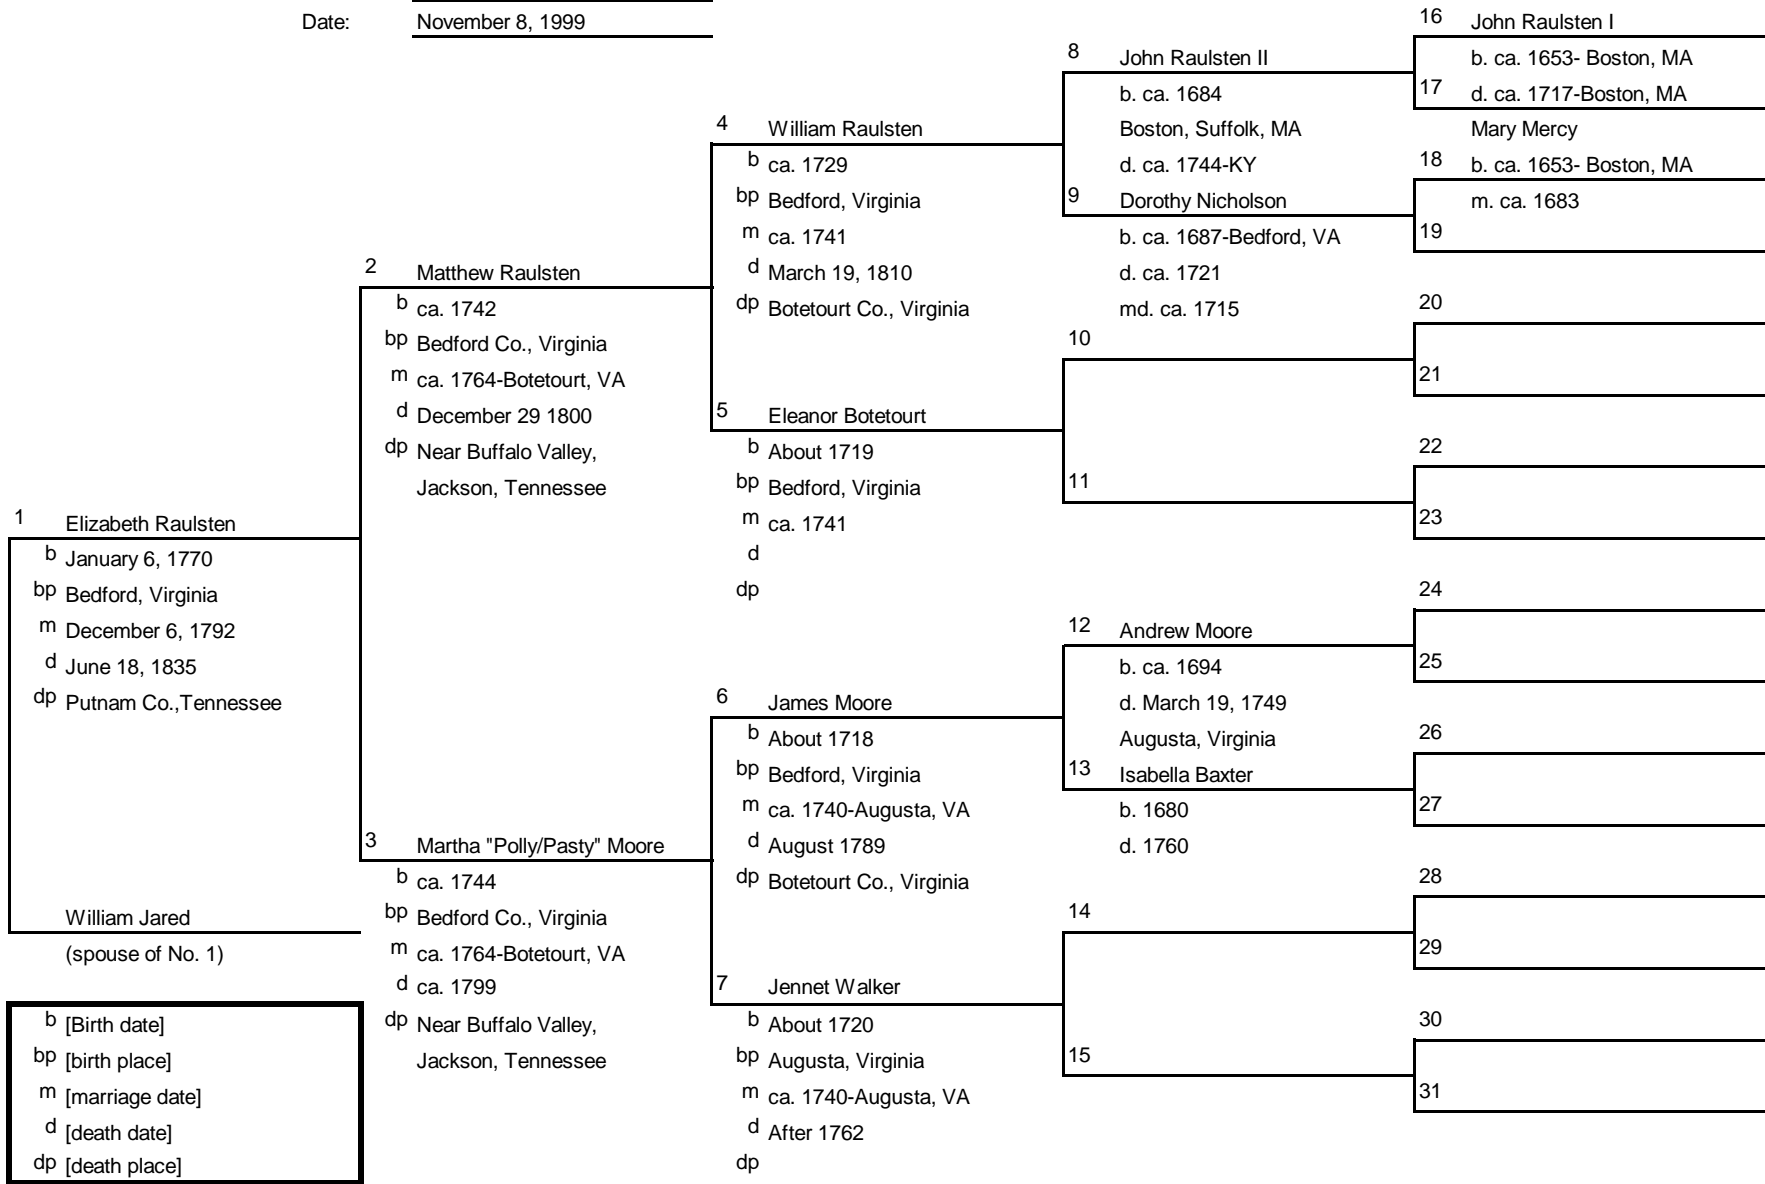 Date: November 8, 1999
1 Elizabeth Raulsten
b January 6, 1770
bp Bedford, Virginia
m December 6, 1792
d June 18, 1835
dp Putnam Co.,Tennessee
William Jared
(spouse of No. 1)
b [Birth date]
bp [birth place]
m [marriage date]
d [death date]
dp [death place]
2 Matthew Raulsten
b ca. 1742
bp Bedford Co., Virginia
m ca. 1764-Botetourt, VA
d December 29 1800
dp Near Buffalo Valley,
Jackson, Tennessee
3 Martha "Polly/Pasty" Moore
b ca. 1744
bp Bedford Co., Virginia
m ca. 1764-Botetourt, VA
d ca. 1799
dp Near Buffalo Valley,
Jackson, Tennessee
4 William Raulsten
b ca. 1729
bp Bedford, Virginia
m ca. 1741
d March 19, 1810
dp Botetourt Co., Virginia
5 Eleanor Botetourt
b About 1719
bp Bedford, Virginia
m ca. 1741
d
dp
6 James Moore
b About 1718
bp Bedford, Virginia
m ca. 1740-Augusta, VA
d August 1789
dp Botetourt Co., Virginia
7 Jennet Walker
b About 1720
bp Augusta, Virginia
m ca. 1740-Augusta, VA
d After 1762
dp
8 John Raulsten II
b. ca. 1684
Boston, Suffolk, MA
d. ca. 1744-KY
9 Dorothy Nicholson
b. ca. 1687-Bedford, VA
d. ca. 1721
md. ca. 1715
10
11
12 Andrew Moore
b. ca. 1694
d. March 19, 1749
Augusta, Virginia
13 Isabella Baxter
b. 1680
d. 1760
14
15
16 John Raulsten I
b. ca. 1653- Boston, MA
17 d. ca. 1717-Boston, MA
Mary Mercy
18 b. ca. 1653- Boston, MA
m. ca. 1683
19
20
21
22
23
24
25
26
27
28
29
30
31